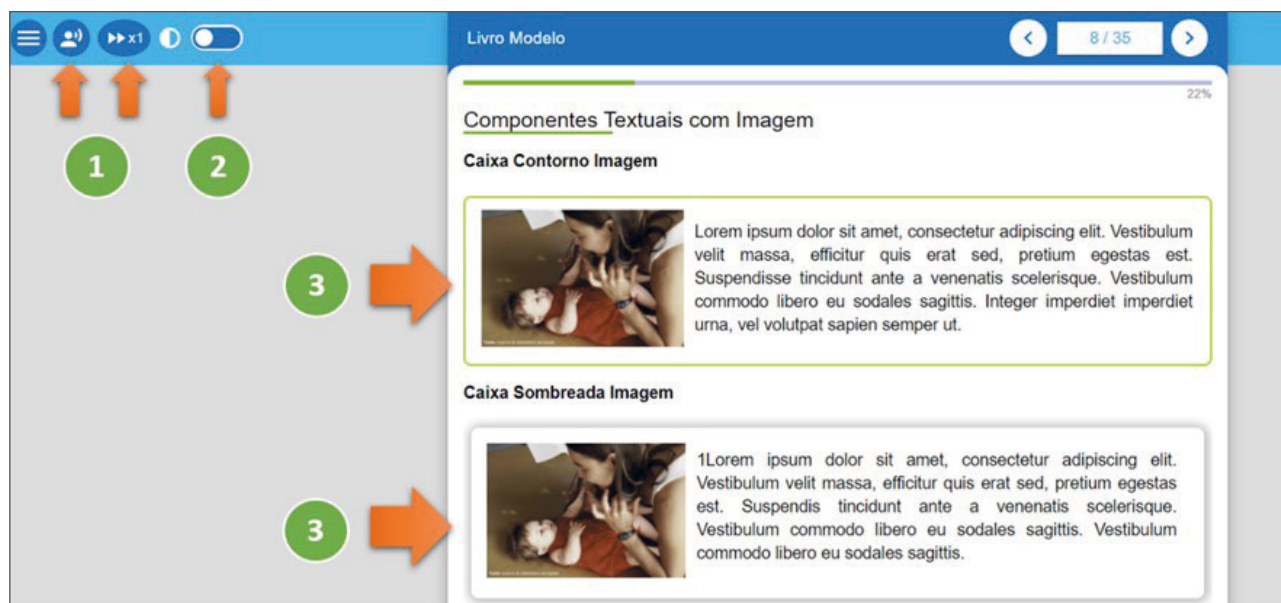 x1
Livro Modelo
8 / 35
22%
1
2
Componentes Textuais com Imagem
Caixa Contorno Imagem
3
Lorem ipsum dolor sit amet, consectetur adipiscing elit. Vestibulum
velit massa, efficitur quis erat sed, pretium egestas est.
Suspendisse tincidunt ante a venenatis scelerisque. Vestibulum
commodo libero eu sodales sagittis. Integer imperdiet imperdiet
urna, vel volutpat sapien semper ut.
Caixa Sombreada Imagem
3
1Lorem ipsum dolor sit amet, consectetur adipiscing elit.
Vestibulum velit massa, efficitur quis erat sed, pretium egestas
est. Suspendis tincidunt ante a venenatis scelerisque.
Vestibulum commodo libero eu sodales sagittis. Vestibulum
commodo libero eu sodales sagittis.